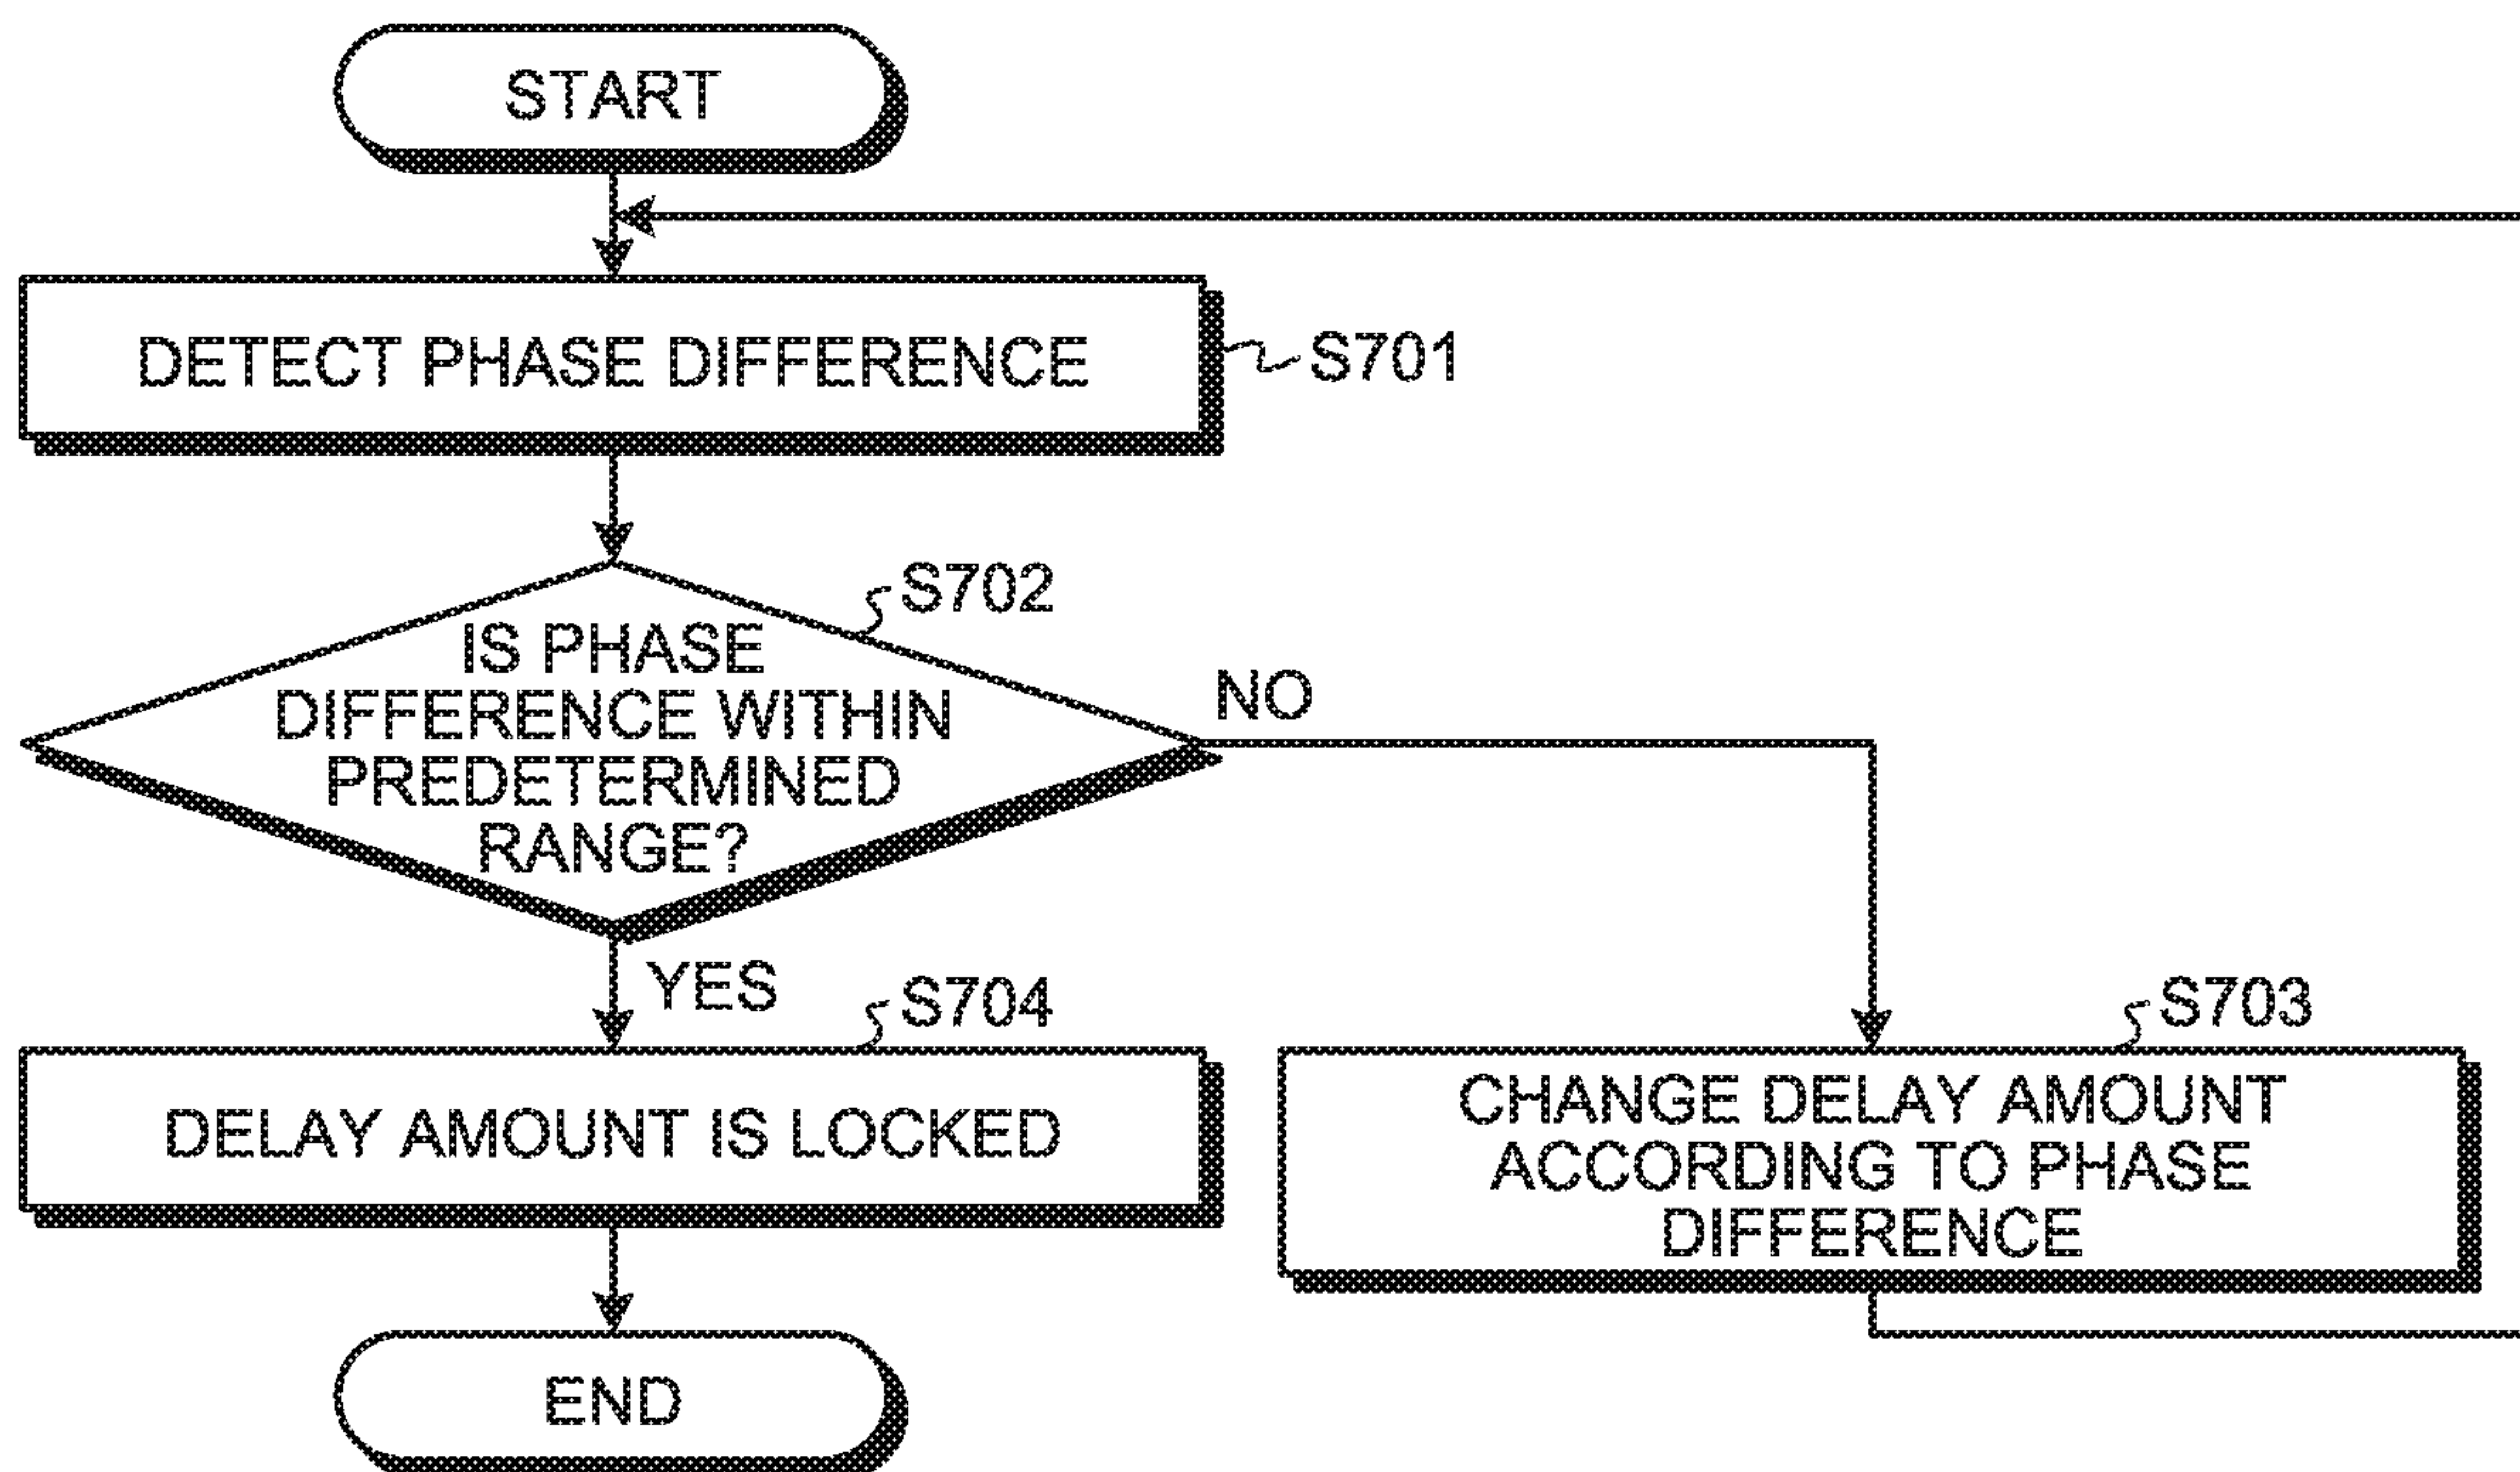 START
DETECT PHASE DIFFERENCE
S701
S702
IS PHASE
DIFFERENCE WITHIN
PREDETERMINED
RANGE?
NO
YES
S704
DELAY AMOUNT IS LOCKED
S703
CHANGE DELAY AMOUNT
ACCORDING TO PHASE
DIFFERENCE
END